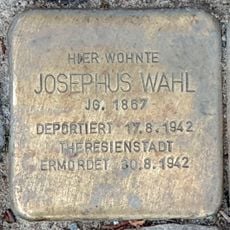 HIER WOHNTE
JOSEPHUS WAHL
JG. 1867
DEPORTIERT 17.8.1942
THERESIENSTADT
ERMORDET 30.8.1942